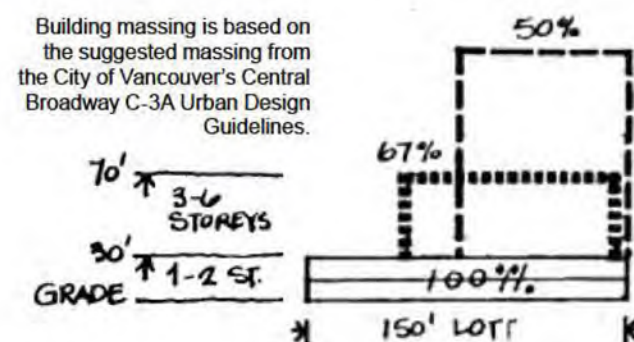 Building massing is based on
the suggested massing from
the City of Vancouver's Central
Broadway C-3A Urban Design
Guidelines.
50%
67%
70'
3-6
STOREYS
30'
1-2 ST.
GRADE
100%
150' LOT